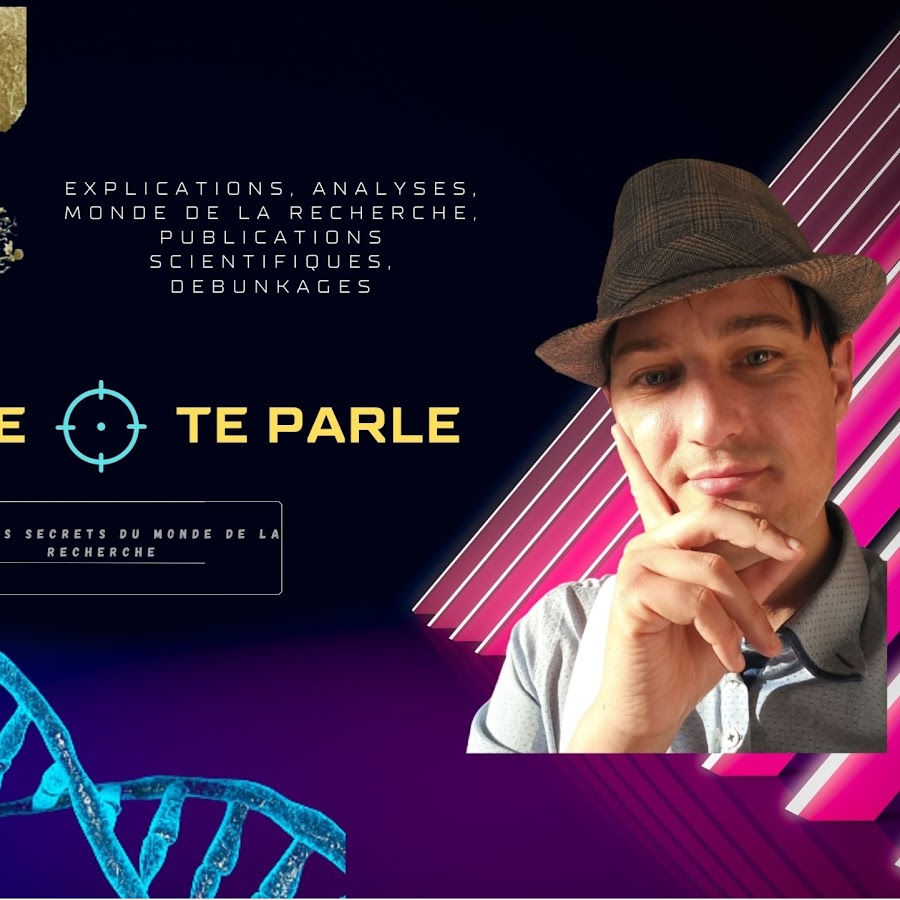 EXPLICATIONS, ANALYSES,
MONDE DE LA RECHERCHE,
PUBLICATIONS
SCIENTIFIQUES,
DEBUNKAGES
E TE PARLE
S SECRETS DU MONDE DE LA
RECHERCHE